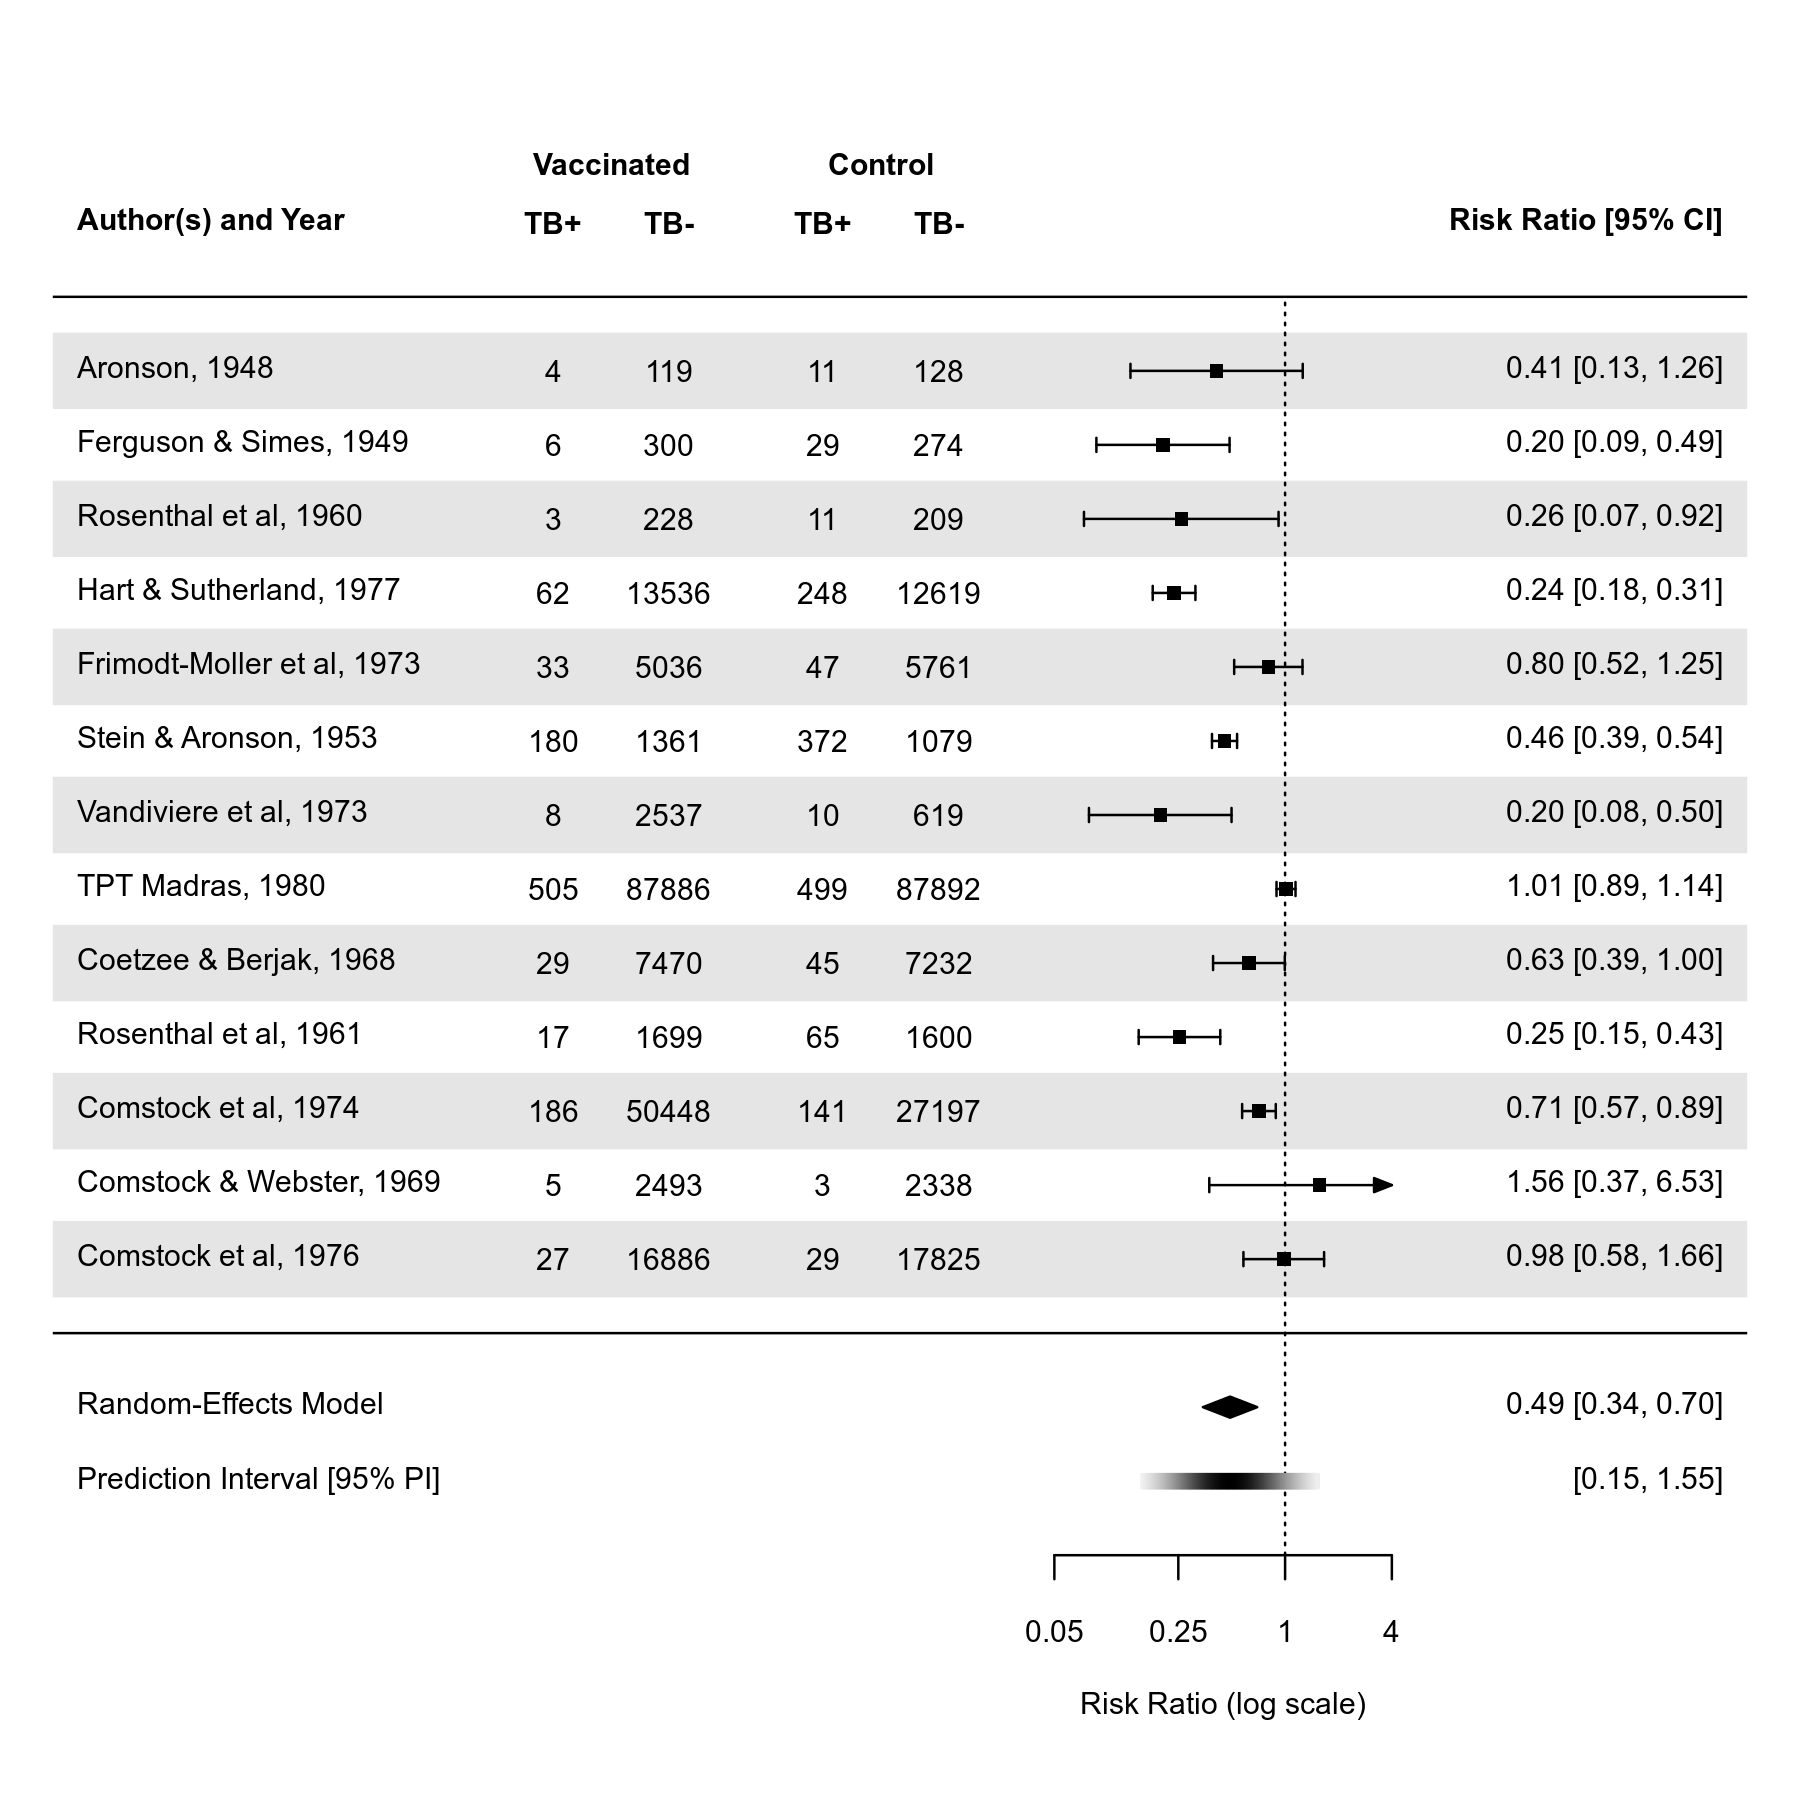 Vaccinated Control
Author(s) and Year TB+ TB- TB+ TB- Risk Ratio [95% CI]
Aronson, 1948 4 119 11 128 0.41 [0.13, 1.26]
Ferguson & Simes, 1949 6 300 29 274 0.20 [0.09, 0.49]
Rosenthal et al, 1960 3 228 11 209 0.26 [0.07, 0.92]
Hart & Sutherland, 1977 62 13536 248 12619 0.24 [0.18, 0.31]
Frimodt-Moller et al, 1973 33 5036 47 5761 0.80 [0.52, 1.25]
Stein & Aronson, 1953 180 1361 372 1079 0.46 [0.39, 0.54]
Vandiviere et al, 1973 8 2537 10 619 0.20 [0.08, 0.50]
TPT Madras, 1980 505 87886 499 87892 1.01 [0.89, 1.14]
Coetzee & Berjak, 1968 29 7470 45 7232 0.63 [0.39, 1.00]
Rosenthal et al, 1961 17 1699 65 1600 0.25 [0.15, 0.43]
Comstock et al, 1974 186 50448 141 27197 0.71 [0.57, 0.89]
Comstock & Webster, 1969 5 2493 3 2338 1.56 [0.37, 6.53]
Comstock et al, 1976 27 16886 29 17825 0.98 [0.58, 1.66]
Random-Effects Model 0.49 [0.34, 0.70]
Prediction Interval [95% PI] [0.15, 1.55]
0.05 0.25 1 4
Risk Ratio (log scale)